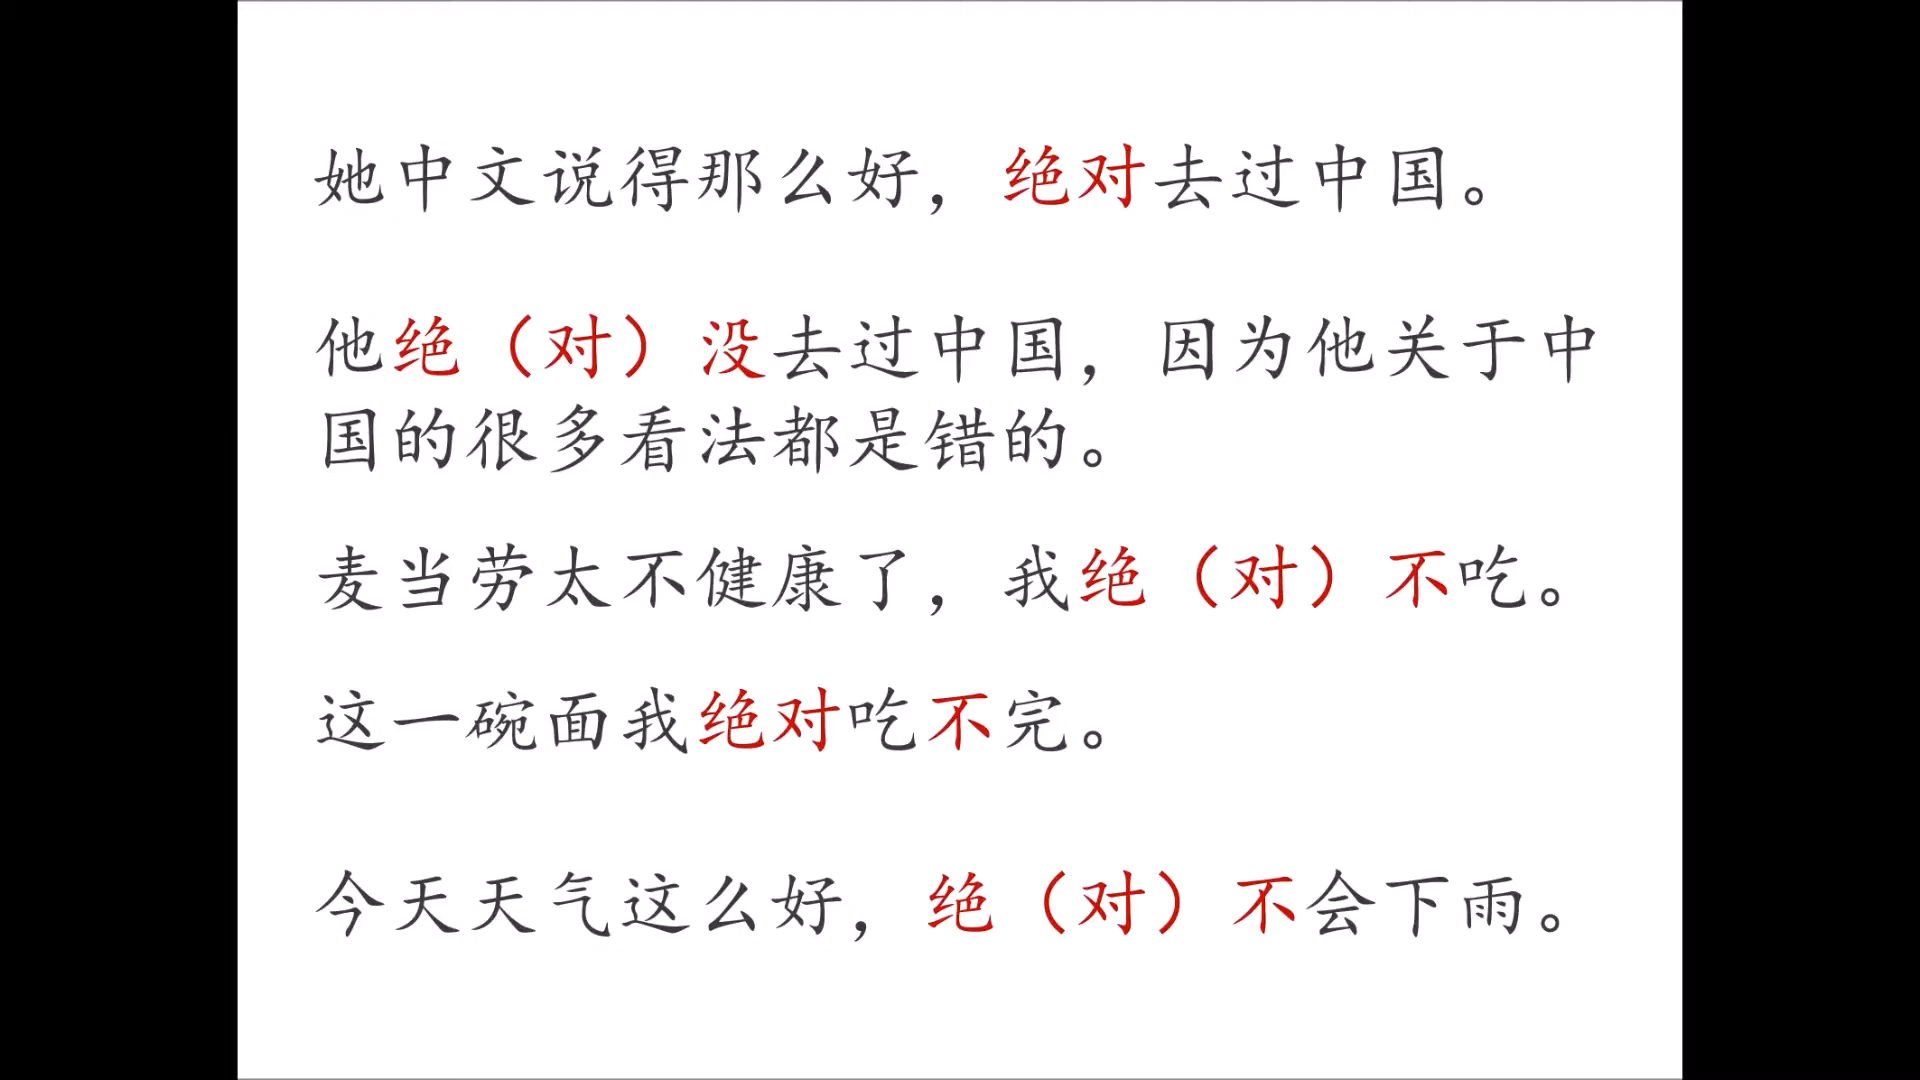 她中文说得那么好，绝对去过中国。
他绝（对）没去过中国，因为他关于中
国的很多看法都是错的。
麦当劳太不健康了，我绝（对）不吃。
这一碗面我绝对吃不完。
今天天气这么好，绝（对）不会下雨。